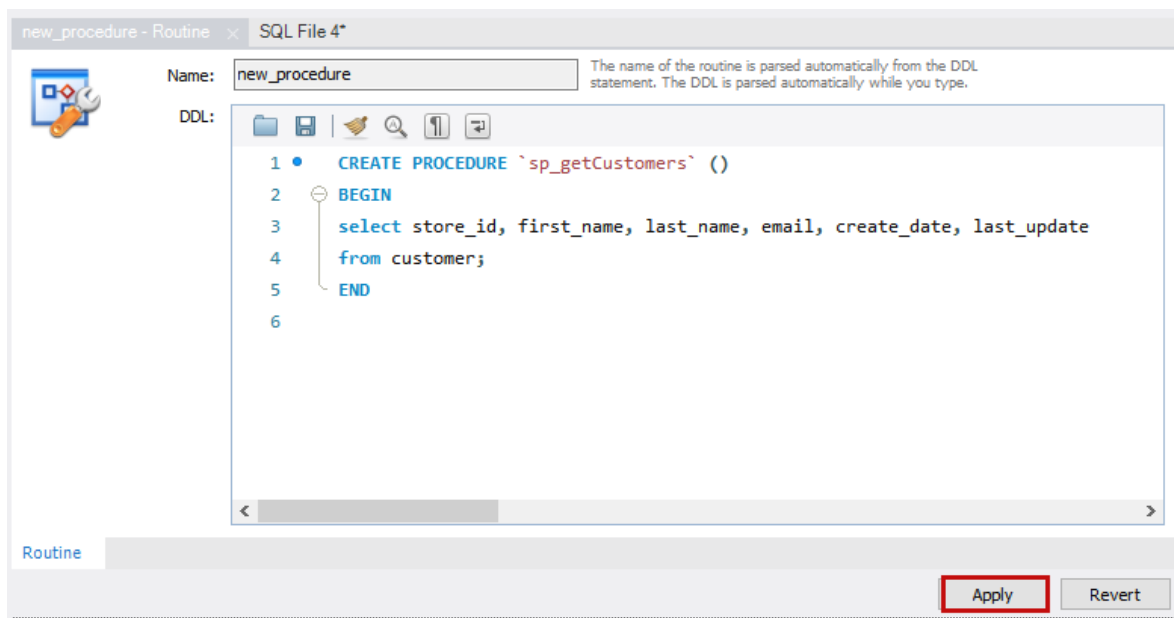 new_procedure - Routine × SQL File 4*
Name: new_procedure The name of the routine is parsed automatically from the DDL
statement. The DDL is parsed automatically while you type.
DDL:
1 CREATE PROCEDURE `sp_getCustomers` ()
2 BEGIN
3 select store_id, first_name, last_name, email, create_date, last_update
4 from customer;
5 END
6
Routine
Apply Revert